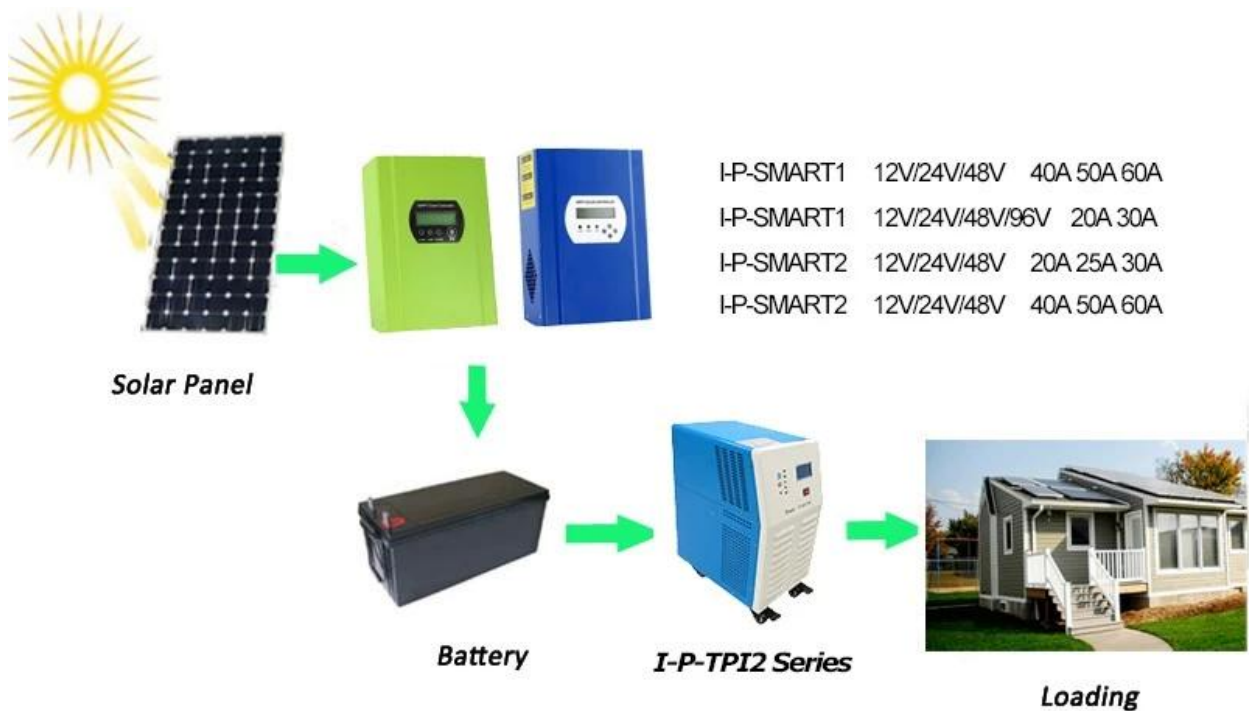 I-P-SMART1 12V/24V/48V 40A 50A 60A
I-P-SMART1 12V/24V/48V/96V 20A 30A
I-P-SMART2 12V/24V/48V 20A 25A 30A
I-P-SMART2 12V/24V/48V 40A 50A 60A
Solar Panel
Battery
I-P-TPI2 Series
Loading